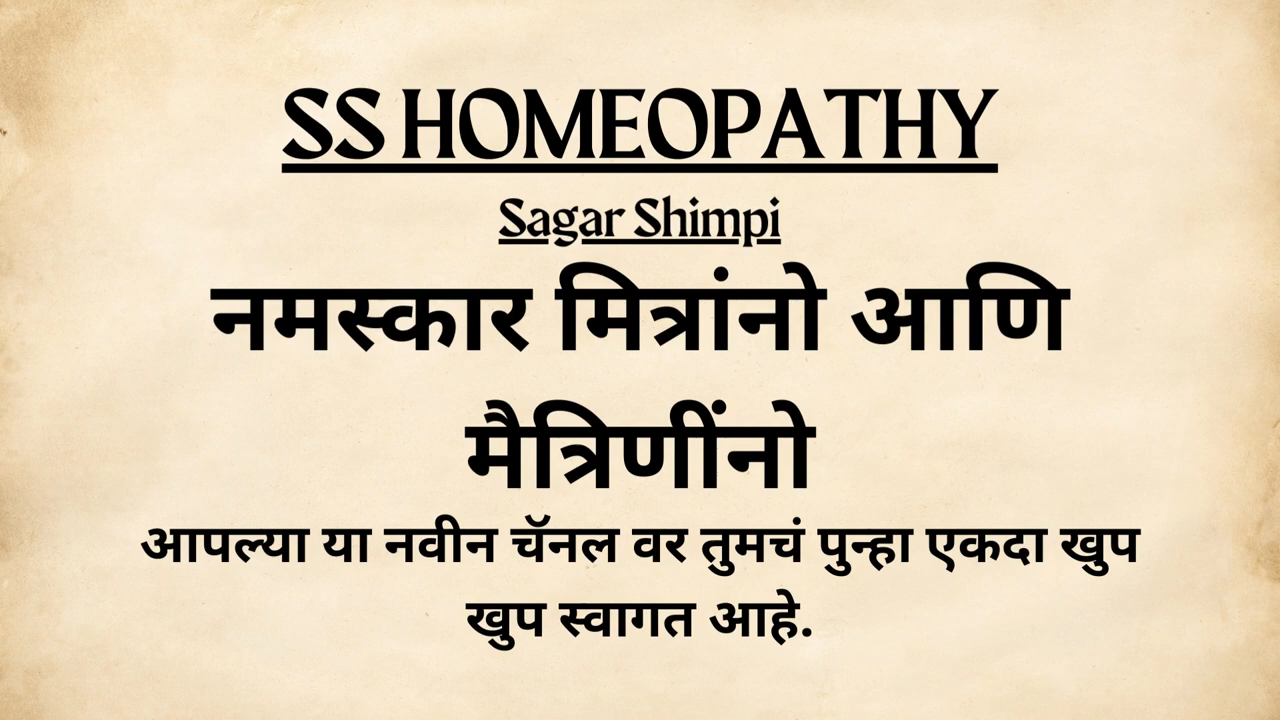 SS HOMEOPATHY
Sagar Shimpi
नमस्कार मित्रांनो आणि
मैत्रिणींनो
आपल्या या नवीन चॅनल वर तुमचं पुन्हा एकदा खुप
खुप स्वागत आहे.